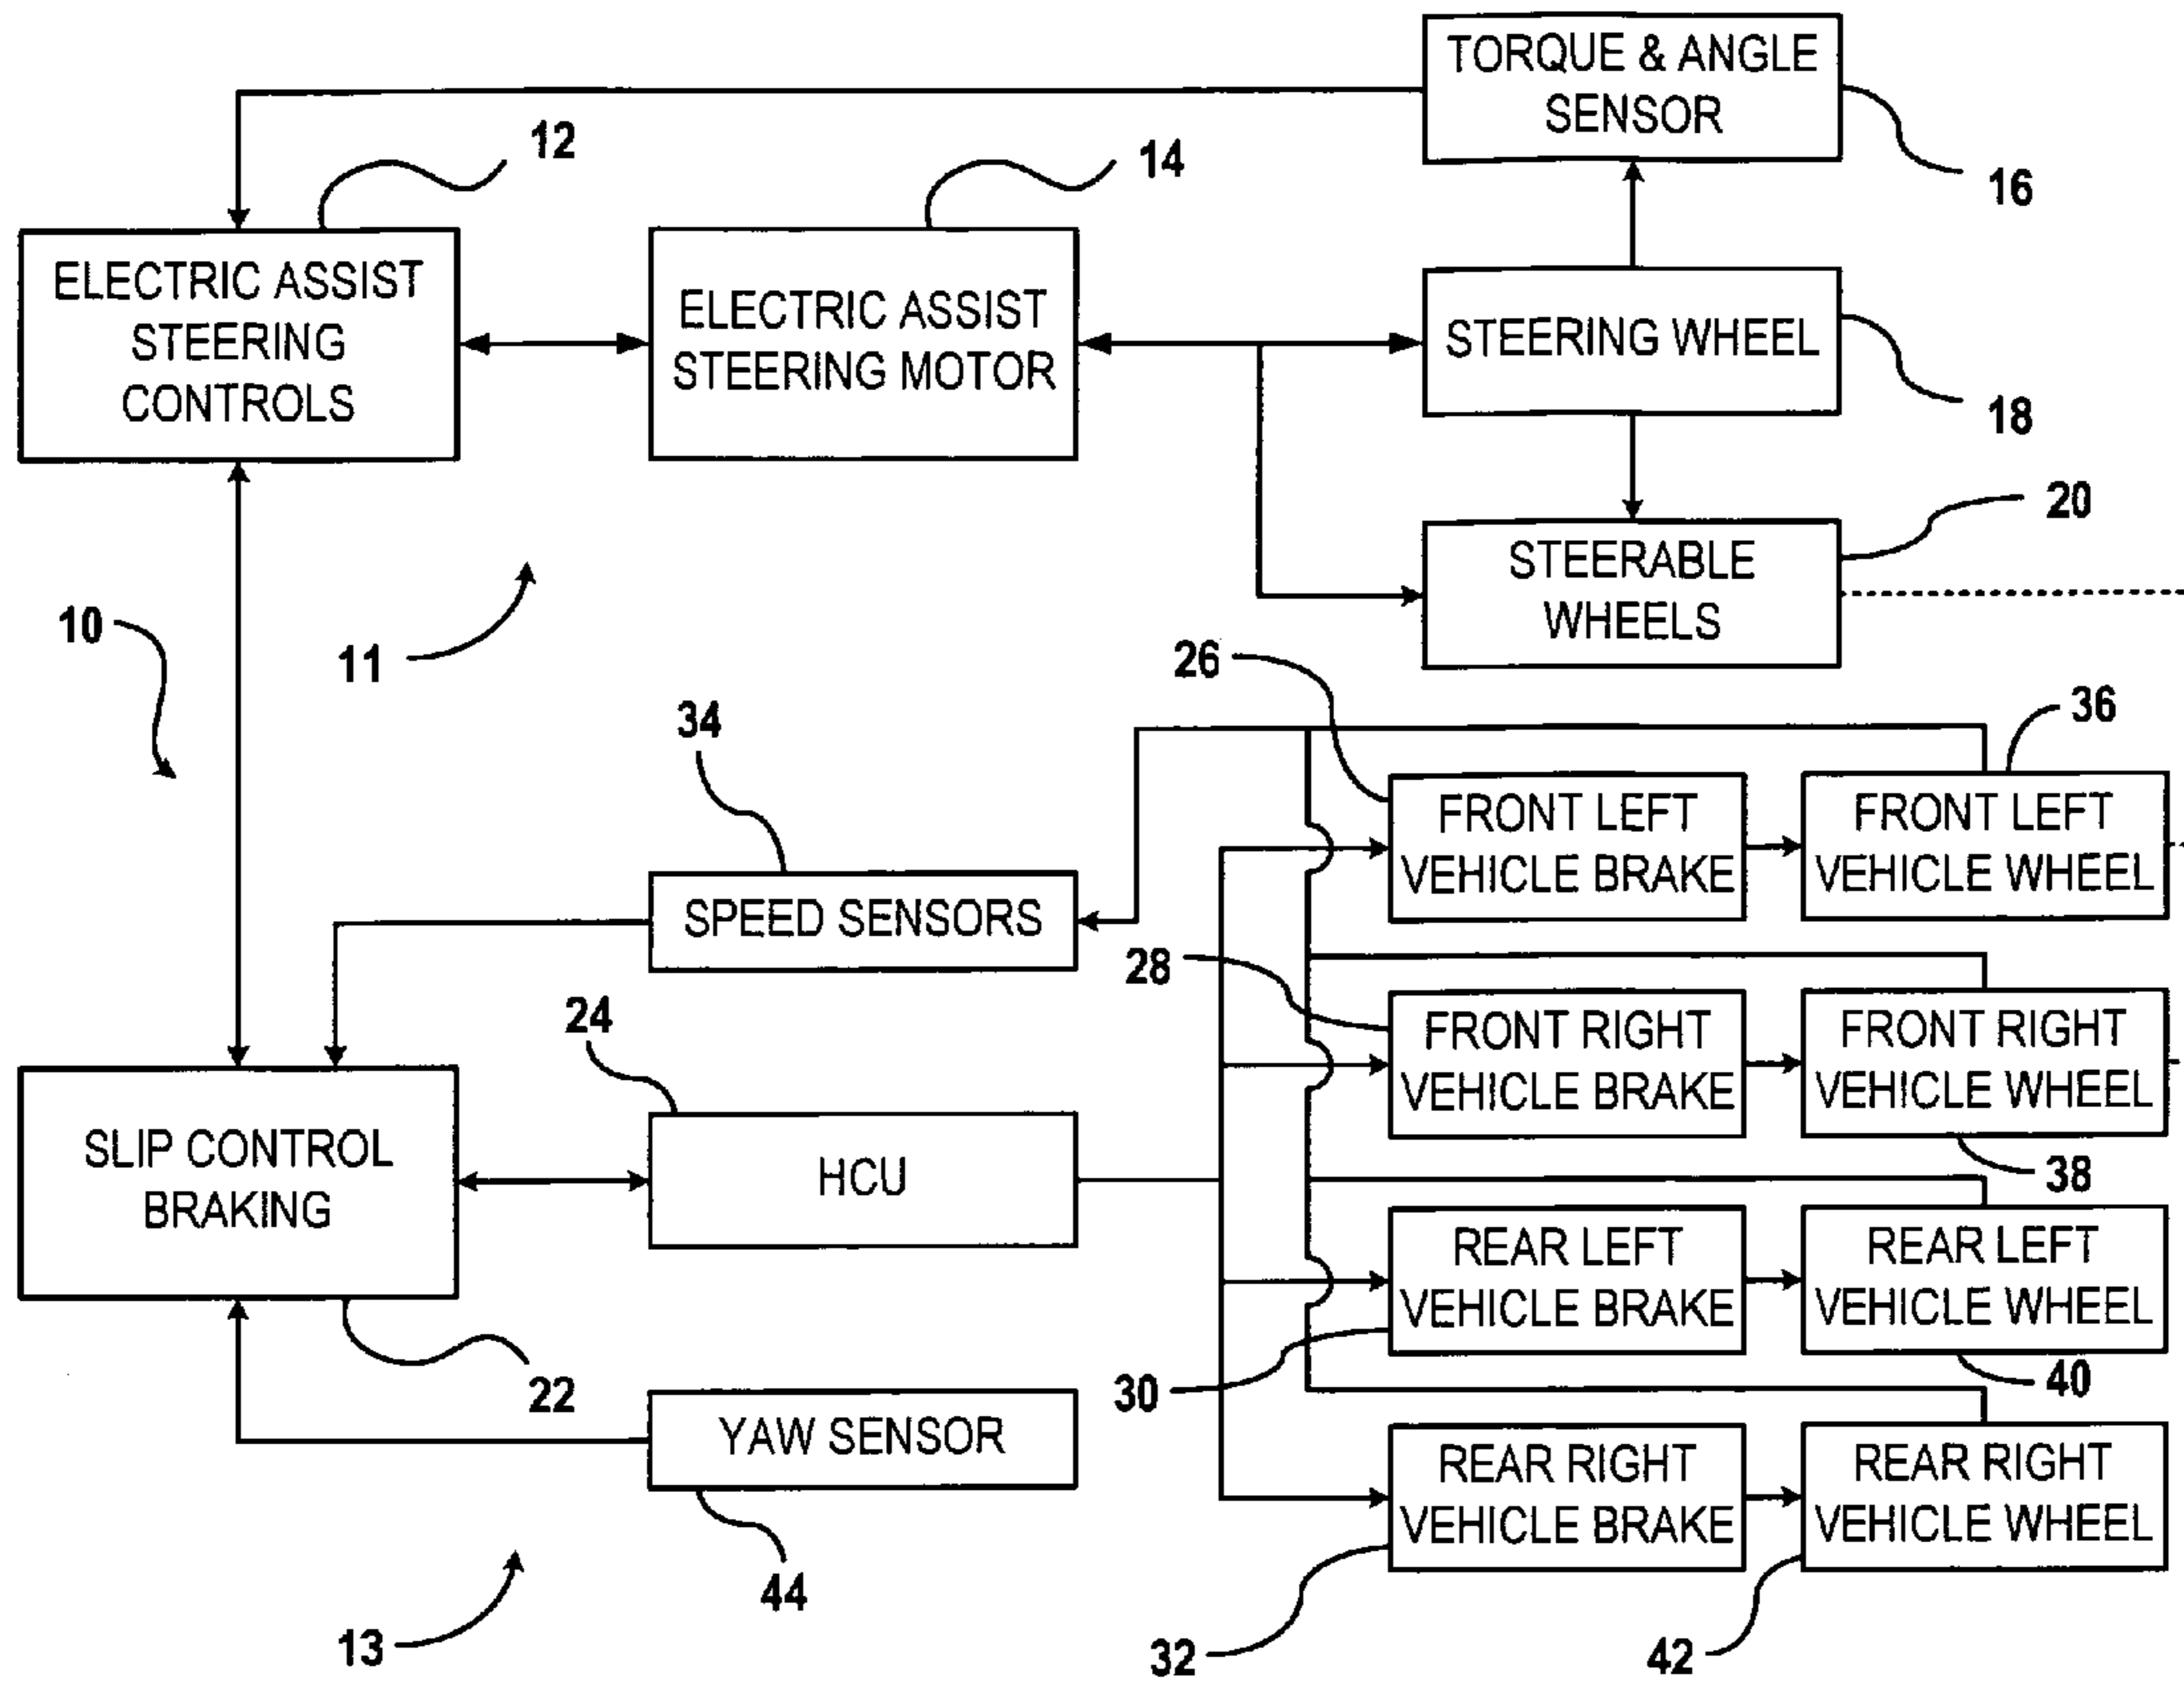 TORQUE & ANGLE
SENSOR
12
14
16
ELECTRIC ASSIST
STEERING
CONTROLS
ELECTRIC ASSIST
STEERING MOTOR
STEERING WHEEL
18
20
STEERABLE
WHEELS
10
11
26
36
34
FRONT LEFT
VEHICLE BRAKE
FRONT LEFT
VEHICLE WHEEL
SPEED SENSORS
28
24
FRONT RIGHT
VEHICLE BRAKE
FRONT RIGHT
VEHICLE WHEEL
SLIP CONTROL
BRAKING
HCU
38
REAR LEFT
VEHICLE BRAKE
REAR LEFT
VEHICLE WHEEL
22
30
40
YAW SENSOR
REAR RIGHT
VEHICLE BRAKE
REAR RIGHT
VEHICLE WHEEL
44
13
32
42